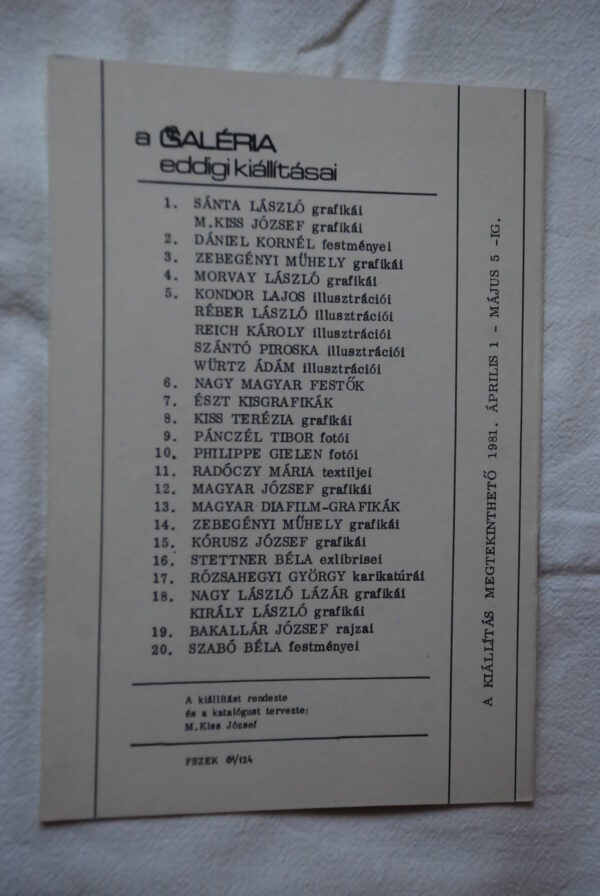 a GALÉRIA
eddigi kiállításai
1. SÁNTA LÁSZLÓ grafikái
M.KISS JÓZSEF grafikái
2. DÁNIEL KORNÉL festményei
3. ZEBEGÉNYI MŰHELY grafikái
4. MORVAY LÁSZLÓ grafikái
5. KONDOR LAJOS illusztrációi
RÉBER LÁSZLÓ illusztrációi
REICH KÁROLY illusztrációi
SZÁNTÓ PIROSKA illusztrációi
WÜRTZ ÁDÁM illusztrációi
6. NAGY MAGYAR FESTŐK
7. ÉSZT KISGRAFIKÁK
8. KISS TERÉZIA grafikái
9. PÁNCZÉL TIBOR fotói
10. PHILIPPE GIELEN fotói
11. RADÓCZY MÁRIA textiljei
12. MAGYAR JÓZSEF grafikái
13. MAGYAR DIAFILM-GRAFIKÁK
14. ZEBEGÉNYI MŰHELY grafikái
15. KÓRUSZ JÓZSEF grafikái
16. STETTNER BÉLA exlibrisei
17. RÓZSAHEGYI GYÖRGY karikatúrái
18. NAGY LÁSZLÓ LÁZÁR grafikái
KIRÁLY LÁSZLÓ grafikái
19. BAKALLÁR JÓZSEF rajzai
20. SZABÓ BÉLA festményei
A kiállítást rendezte
és a katalógust tervezte:
M.Kiss József
FSZEK 81/124
A KIÁLLÍTÁS MEGTEKINTHETŐ 1981. ÁPRILIS 1 - MÁJUS 5 -IG.